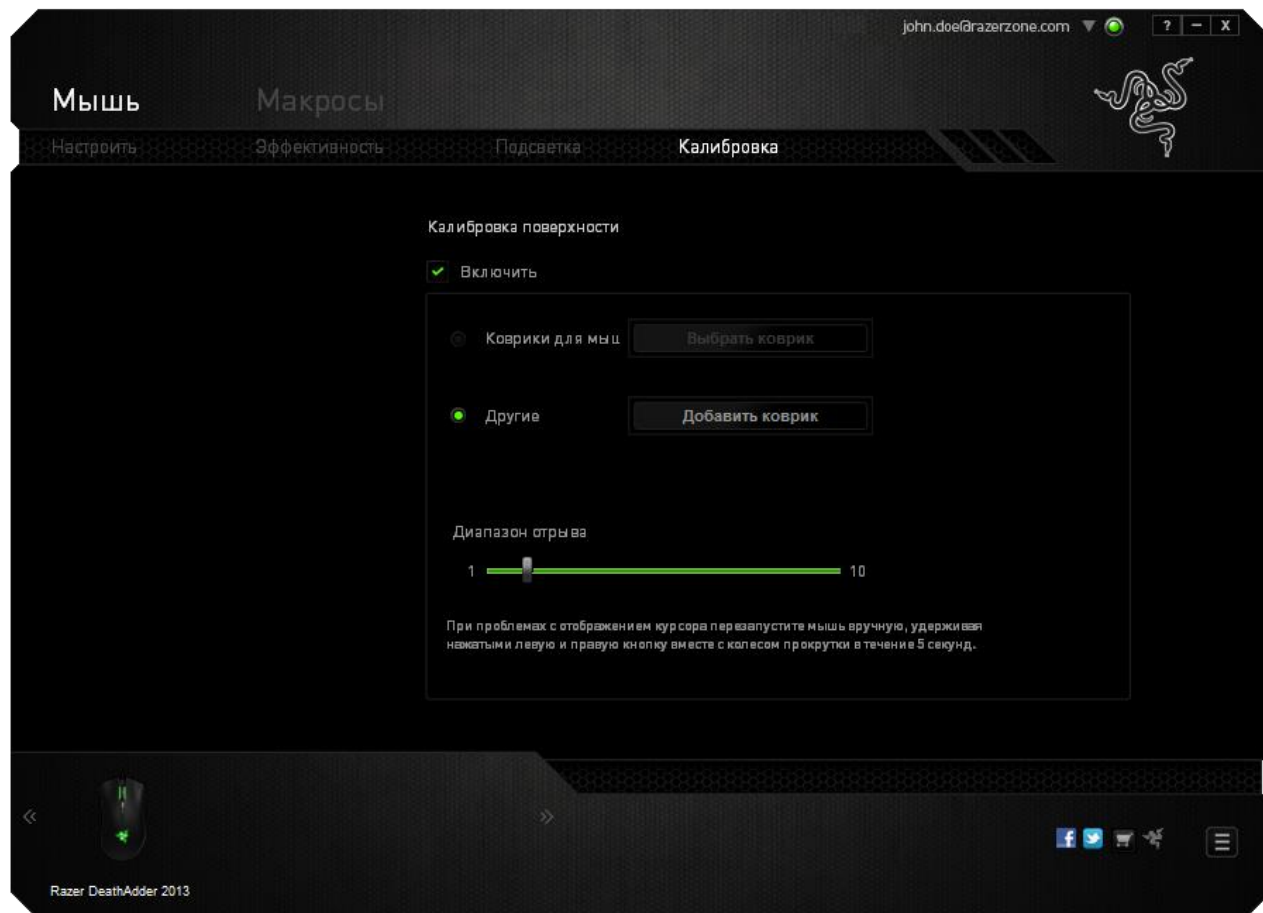 john.doe@razerzone.com
? – X
Мышь
Макросы
Настроить
Эффективность
Подсветка
Калибровка
Калибровка поверхности
Включить
Коврики для мыш
Выбрать коврик
Другие
Добавить коврик
Диапазон отрыва
1
10
При проблемах с отображением курсора перезапустите мышь вручную, удерживая
нажатыми левую и правую кнопку вместе с колесом прокрутки в течение 5 секунд.
Razer DeathAdder 2013